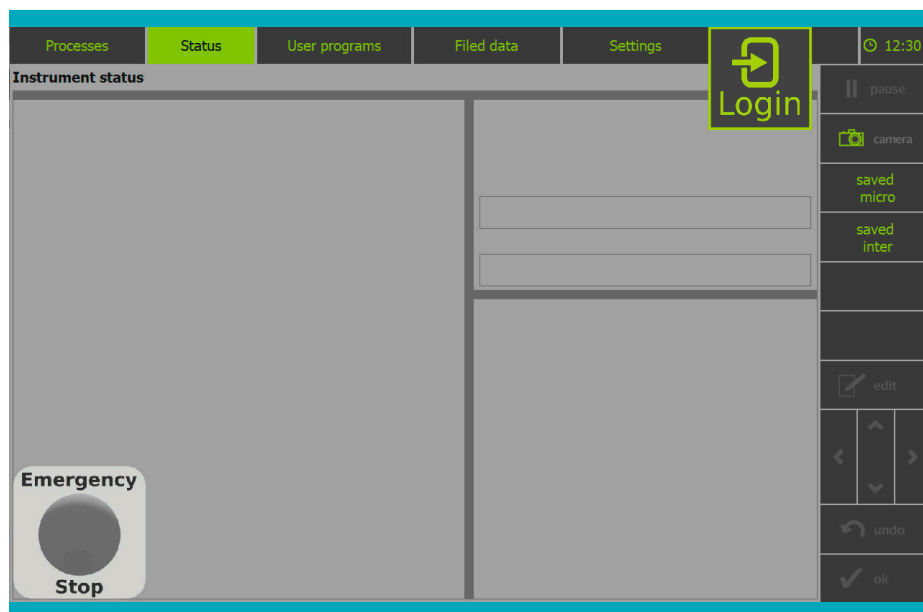 Processes
Status
User programs
Filed data
Settings
Login
12:30
Instrument status
pause
camera
saved
micro
saved
inter
edit
undo
ok
Emergency
Stop